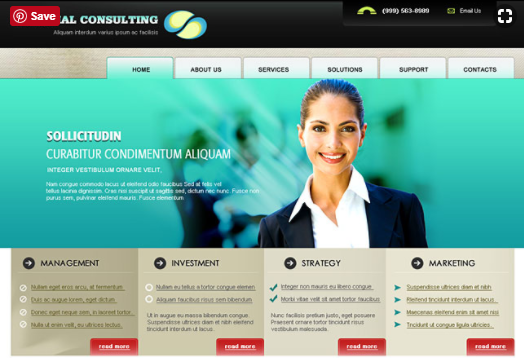 Save
AL CONSULTING
Aliquam interdum varius ipsum ac facilisis
(999) 563-8989
Email Us
HOME
ABOUT US
SERVICES
SOLUTIONS
SUPPORT
CONTACTS
SOLLICITUDIN
CURABITUR CONDIMENTUM ALIQUAM
INTEGER VESTIBULUM ORNARE VELIT.
Nam congue commodo lacus ut eleifend odio faucibus Sed at felis vel
tellus lacinia dignissim. Cras nisi suscipit ut sagittis sed, dictum nec nunc. Fusce non
purus sem, pulvinar vitae mauris. Fusce elementum
MANAGEMENT
Nullam eget eros arcu, at fermentum.
Duis ac augue lorem, eget dictum.
Donec eget neque sem, in laoreet tortor.
Nulla ut enim velit, eu ultrices lectus.
read more
INVESTMENT
Nullam eu tellus a tortor congue elemen
Aliquam faucibus risus sem bibendum
Ut in augue eu massa bibendum congue.
Suspendisse ultrices diam et nibh
eleifend interdum ut lacus.
read more
STRATEGY
Integer non mauris eu libero congue.
Morbi vitae velit sit amet tortor faucibus
Nunc facilisis pretium justo, eget posuere
Praesent ornare tortor tincidunt risus
vestibulum malesuada.
read more
MARKETING
Suspendisse ultrices diam et nibh
Eleifend tincidunt interdum ut lacus.
Maecenas eleifend enim sit amet nisi
Tincidunt ut congue ligula ultricies.
read more